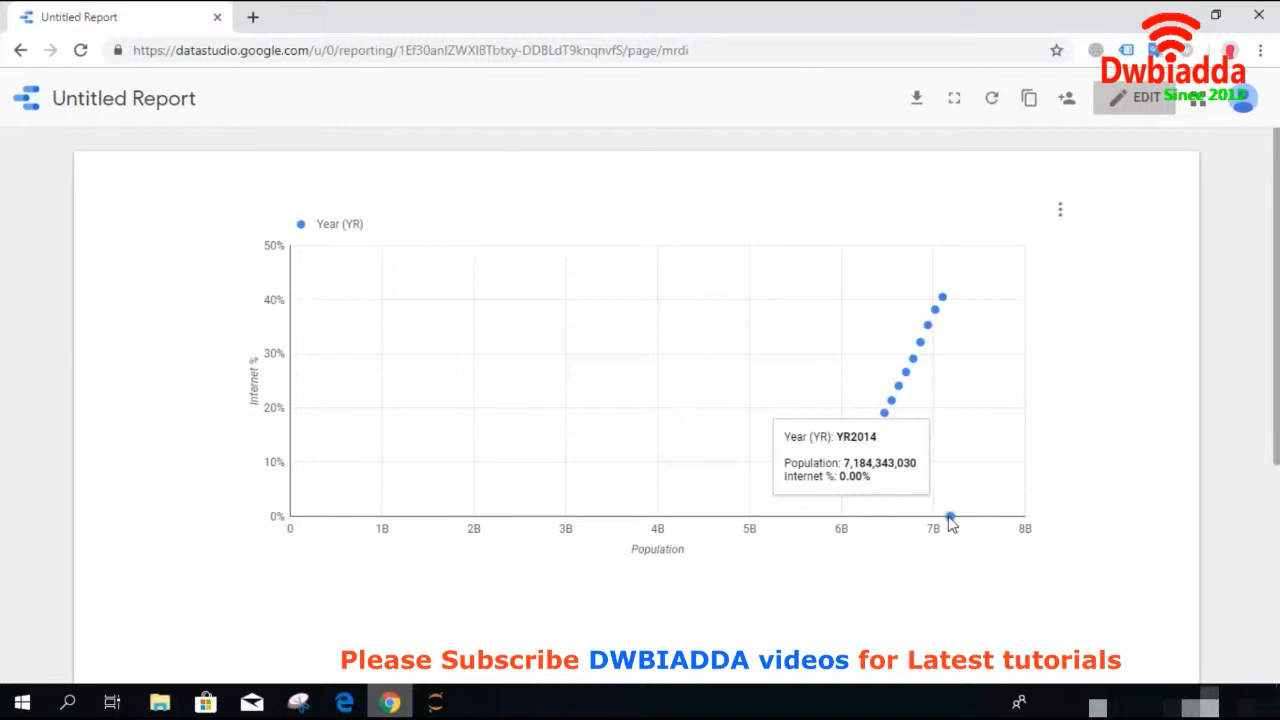 Untitled Report
https://datastudio.google.com/u/0/reporting/1Ef30anIZWXIBTbtxy-DDBLdT9knqnvfS/page/mrdi
Dwbiadda
Since 2012
Untitled Report
EDIT
Year (YR)
50%
40%
30%
20%
10%
0%
Internet %
Year (YR): YR2014
Population: 7,184,343,030
Internet %: 0.00%
0 1B 2B 3B 4B 5B 6B 7B 8B
Population
Please Subscribe DWBIADDA videos for Latest tutorials